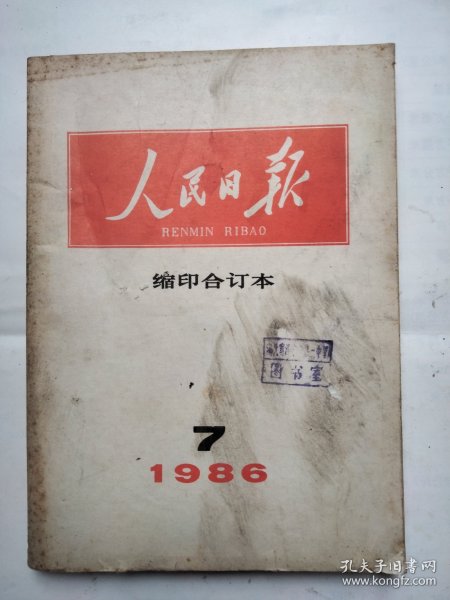 人民日报
RENMIN RIBAO
缩印合订本
图书室
7
1986
孔夫子旧书网
www.kongfz.com